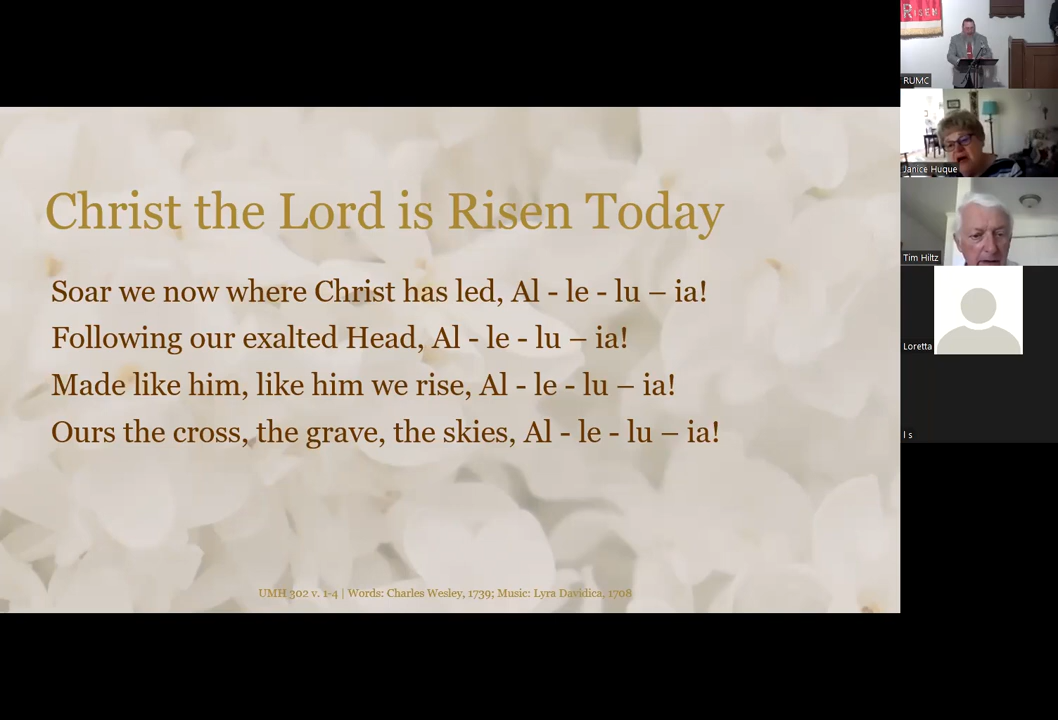 Christ the Lord is Risen Today
Soar we now where Christ has led, Al - le - lu – ia!
Following our exalted Head, Al - le - lu – ia!
Made like him, like him we rise, Al - le - lu – ia!
Ours the cross, the grave, the skies, Al - le - lu – ia!
UMH 302 v. 1-4 | Words: Charles Wesley, 1739; Music: Lyra Davidica, 1708
RISEN
RUMC
Janice Huque
Tim Hiltz
Loretta
l s